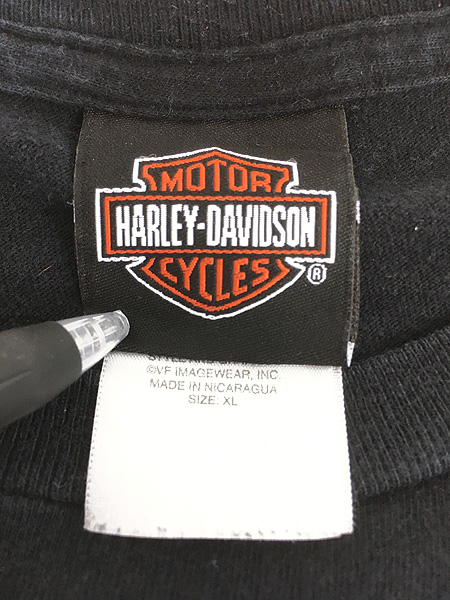 MOTOR
HARLEY-DAVIDSON
CYCLES
®
©VF IMAGEWEAR, INC.
MADE IN NICARAGUA
SIZE: XL